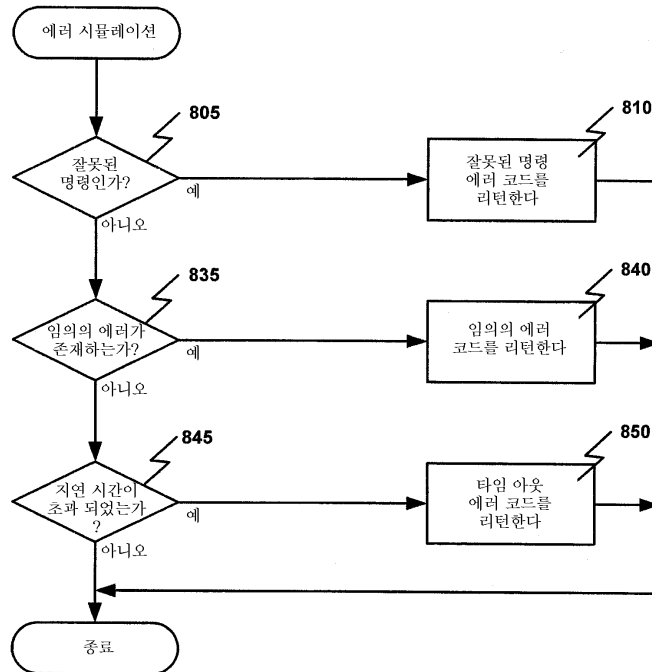 에러 시뮬레이션
805
810
잘못된
명령인가?
예
아니오
잘못된 명령
에러 코드를
리턴한다
835
840
임의의 에러가
존재하는가?
예
아니오
임의의 에러
코드를 리턴한다
845
850
지연 시간이
초과 되었는가
?
예
아니오
타임 아웃
에러 코드를
리턴한다
종료